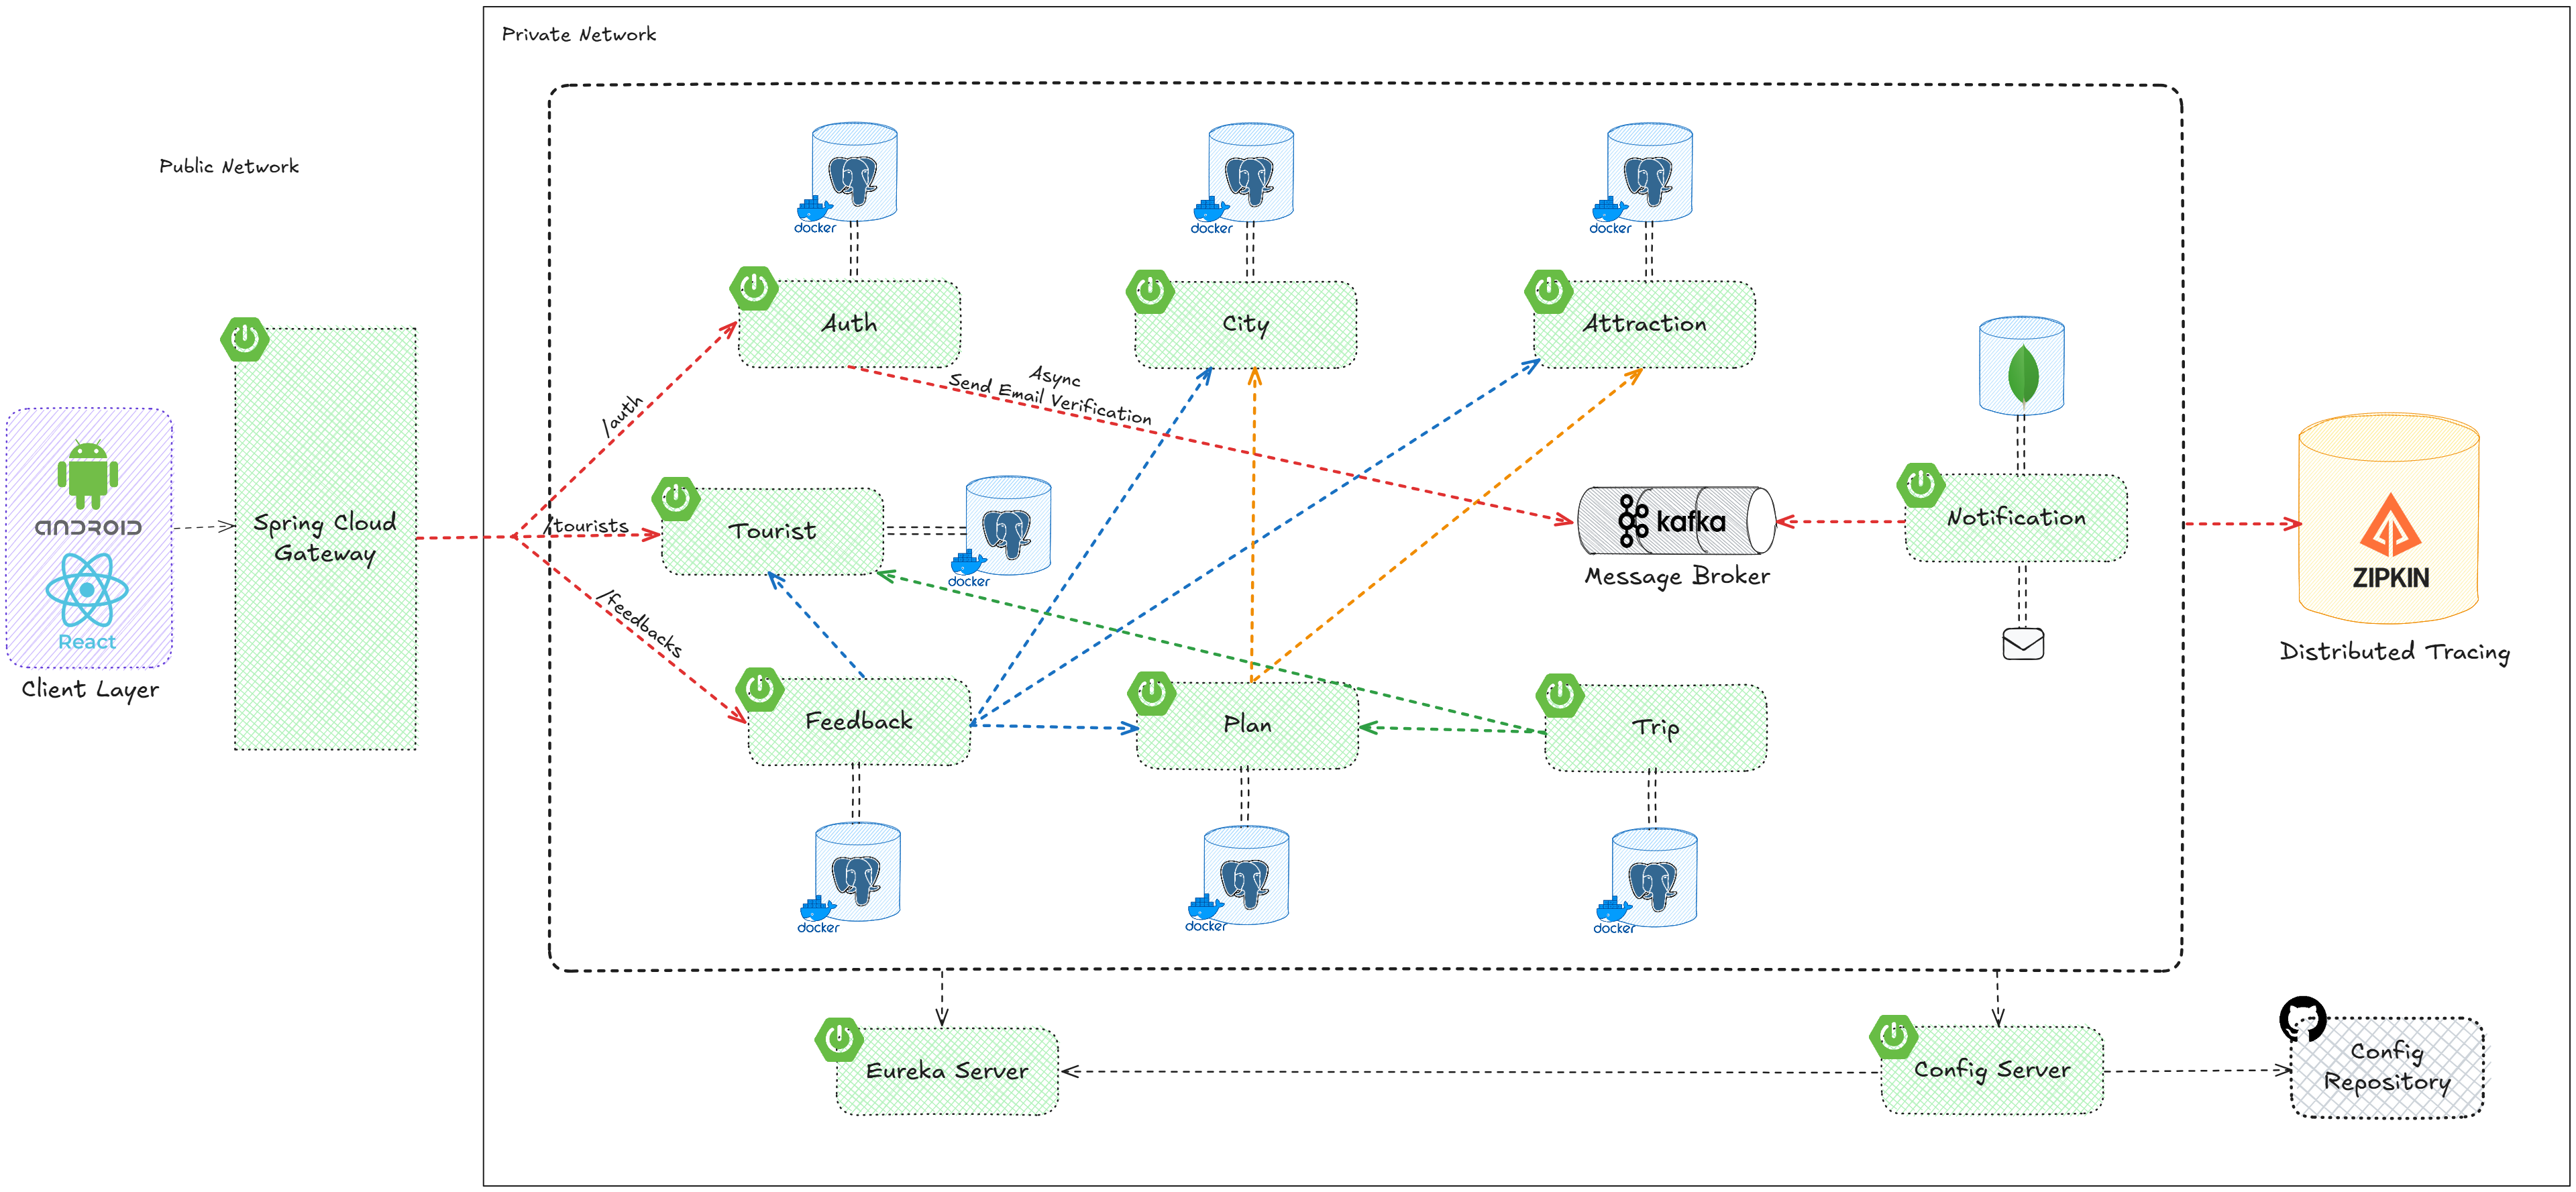 Private Network
Public Network
docker
docker
docker
Auth
City
Attraction
/auth
Async
Send Email Verification
ANDROID
React
Client Layer
Spring Cloud
Gateway
/tourists
Tourist
docker
kafka
Message Broker
Notification
ZIPKIN
Distributed Tracing
/feedbacks
Feedback
Plan
Trip
docker
docker
docker
Eureka Server
Config Server
Config
Repository